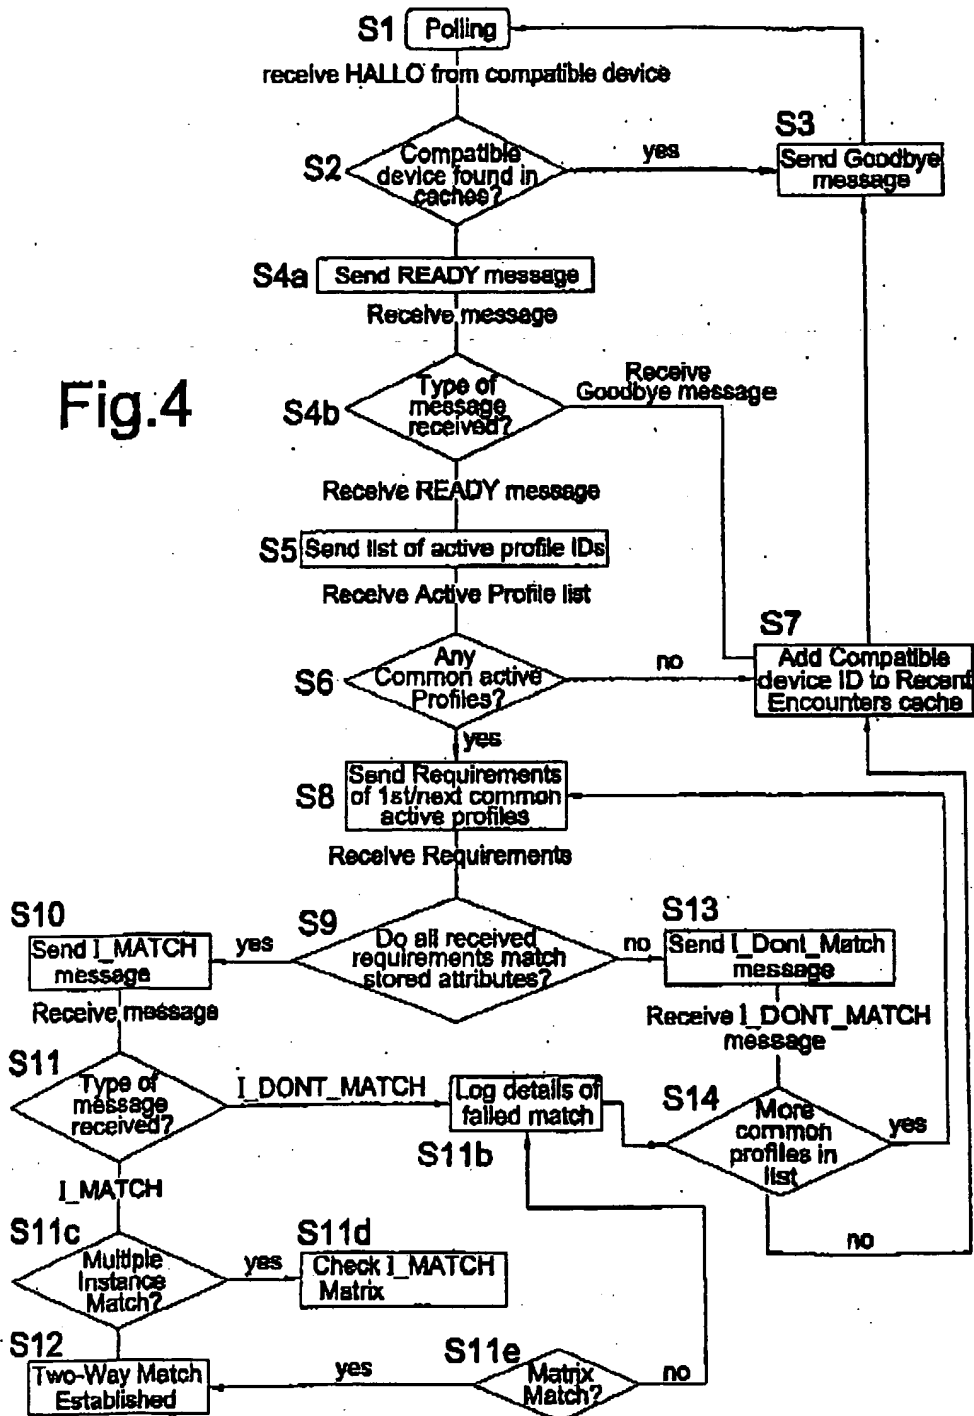 S1 Polling
receive HALLO from compatible device
S3
S2
Compatible
device found in
caches?
yes
Send Goodbye
message
S4a Send READY message
Receive message
Fig.4
S4b
Type of
message
received?
Receive
Goodbye message
Receive READY message
S5 Send list of active profile IDs
Receive Active Profile list
S7
S6
Any
Common active
Profiles?
no
Add Compatible
device ID to Recent
Encounters cache
yes
S8
Send Requirements
of 1st/next common
active profiles
Receive Requirements
S10
S9
S13
Send I_MATCH
message
yes
Do all received
requirements match
stored attributes?
no
Send I_Dont_Match
message
Receive message
Receive I_DONT_MATCH
message
S11
Type of
message
received?
I_DONT_MATCH
Log details of
failed match
S11b
S14
More
common
profiles in
list
yes
I_MATCH
no
S11c
S11d
Multiple
Instance
Match?
yes
Check I_MATCH
Matrix
S12
S11e
Two-Way Match
Established
yes
Matrix
Match?
no